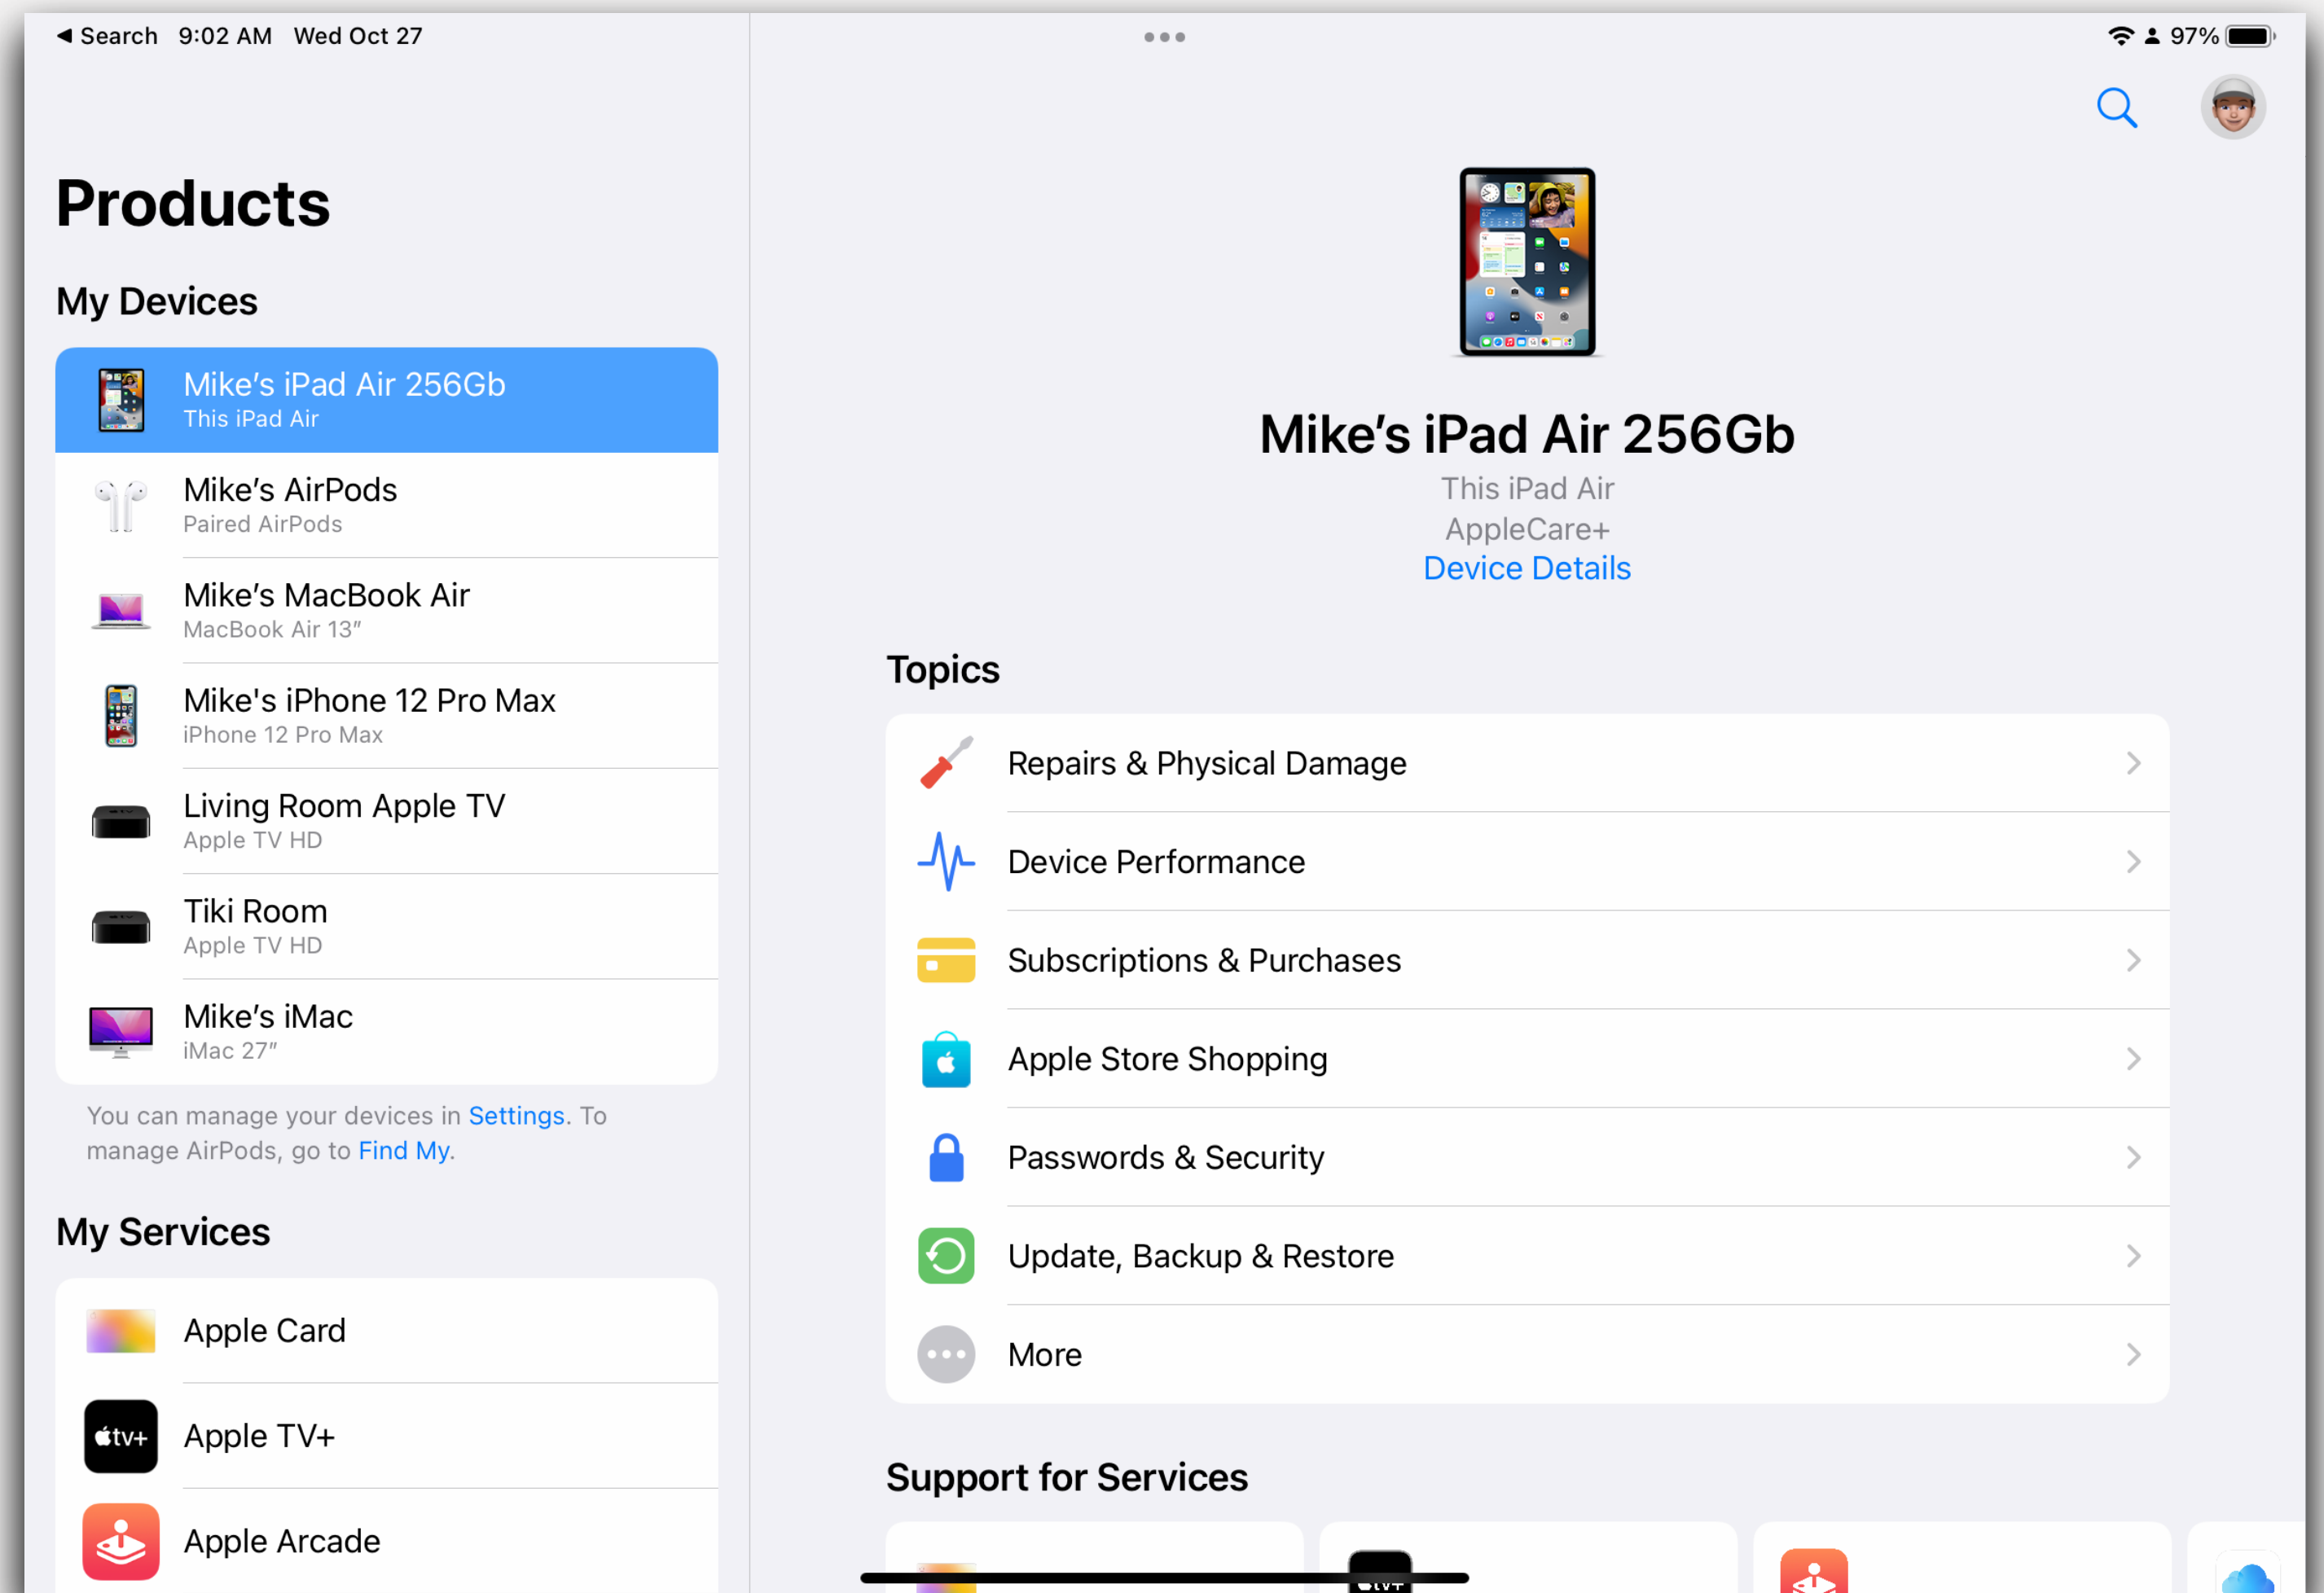 ◀ Search 9:02 AM Wed Oct 27
97%
Products
My Devices
Mike’s iPad Air 256Gb
This iPad Air
Mike’s AirPods
Paired AirPods
Mike’s MacBook Air
MacBook Air 13”
Mike's iPhone 12 Pro Max
iPhone 12 Pro Max
Living Room Apple TV
Apple TV HD
Tiki Room
Apple TV HD
Mike’s iMac
iMac 27”
You can manage your devices in Settings. To
manage AirPods, go to Find My.
My Services
Apple Card
tv+
Apple TV+
Apple Arcade
Mike’s iPad Air 256Gb
This iPad Air
AppleCare+
Device Details
Topics
Repairs & Physical Damage
Device Performance
Subscriptions & Purchases
Apple Store Shopping
Passwords & Security
Update, Backup & Restore
More
Support for Services
tv+